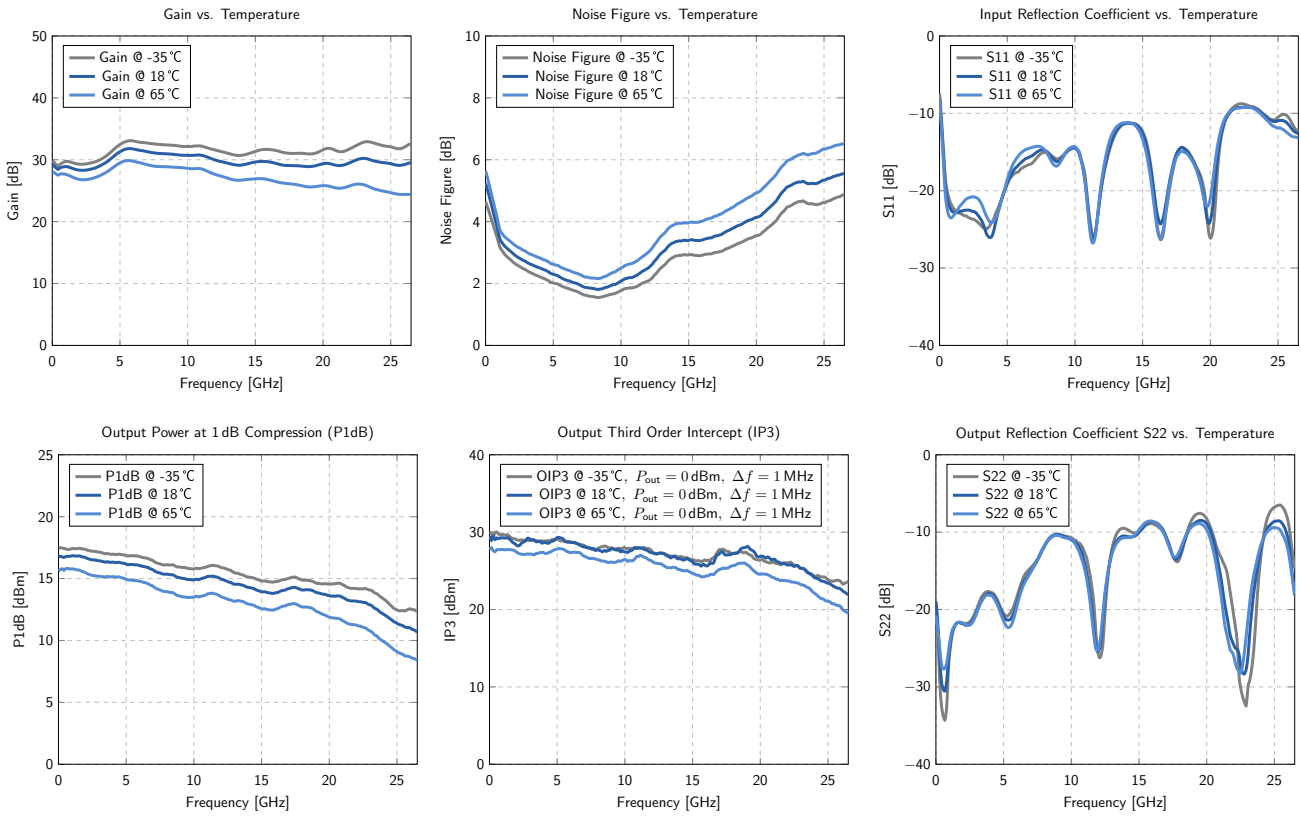 Gain vs. Temperature
50
40
30
20
10
0
Gain [dB]
Gain @ -35 °C
Gain @ 18 °C
Gain @ 65 °C
0 5 10 15 20 25
Frequency [GHz]
Noise Figure vs. Temperature
10
8
6
4
2
0
Noise Figure [dB]
Noise Figure @ -35 °C
Noise Figure @ 18 °C
Noise Figure @ 65 °C
0 5 10 15 20 25
Frequency [GHz]
Input Reflection Coefficient vs. Temperature
0
−10
−20
−30
−40
S11 [dB]
S11 @ -35 °C
S11 @ 18 °C
S11 @ 65 °C
0 5 10 15 20 25
Frequency [GHz]
Output Power at 1 dB Compression (P1dB)
25
20
15
10
5
0
P1dB [dBm]
P1dB @ -35 °C
P1dB @ 18 °C
P1dB @ 65 °C
0 5 10 15 20 25
Frequency [GHz]
Output Third Order Intercept (IP3)
40
30
20
10
0
IP3 [dBm]
OIP3 @ -35 °C, P_out = 0 dBm, Δf = 1 MHz
OIP3 @ 18 °C, P_out = 0 dBm, Δf = 1 MHz
OIP3 @ 65 °C, P_out = 0 dBm, Δf = 1 MHz
0 5 10 15 20 25
Frequency [GHz]
Output Reflection Coefficient S22 vs. Temperature
0
−10
−20
−30
−40
S22 [dB]
S22 @ -35 °C
S22 @ 18 °C
S22 @ 65 °C
0 5 10 15 20 25
Frequency [GHz]